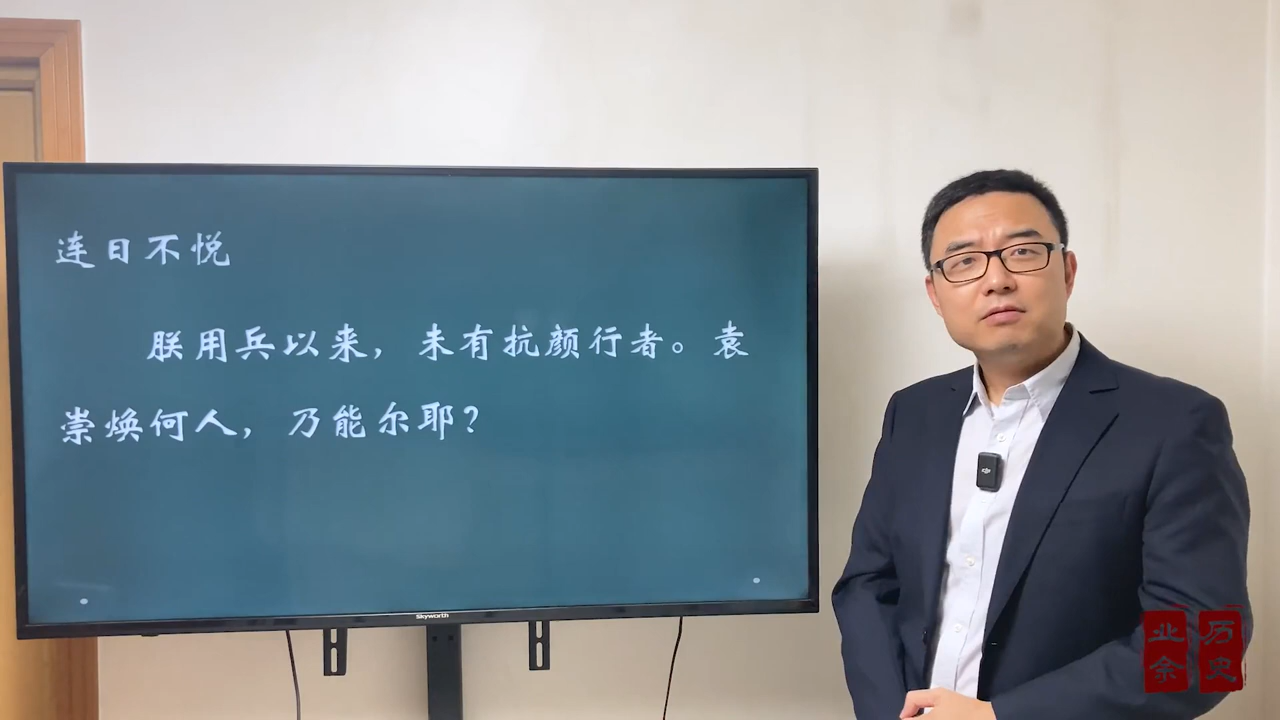 连日不悦
朕用兵以来，未有抗颜行者。袁
崇焕何人，乃能尔耶？
Skyworth
dji
历史
业余